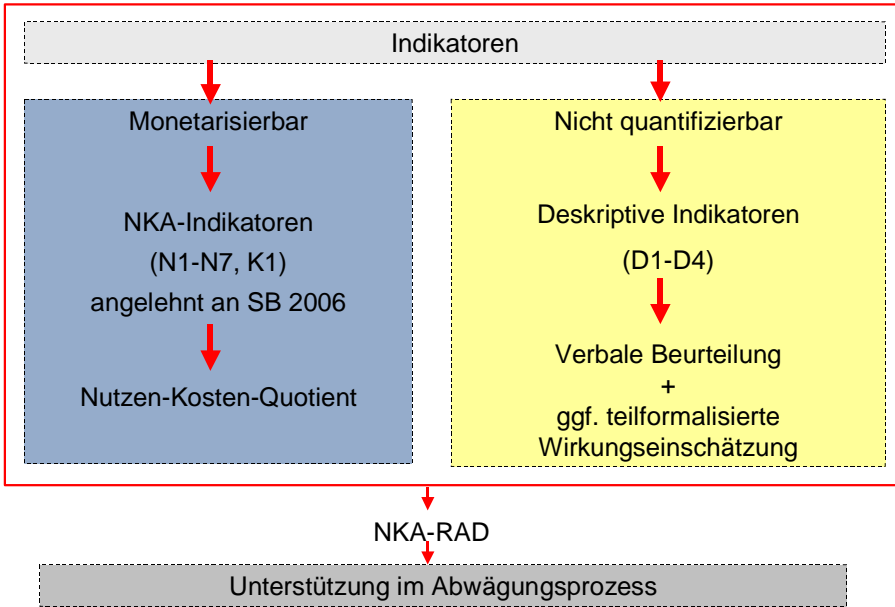 Indikatoren
Monetarisierbar
NKA-Indikatoren
(N1-N7, K1)
angelehnt an SB 2006
Nutzen-Kosten-Quotient
Nicht quantifizierbar
Deskriptive Indikatoren
(D1-D4)
Verbale Beurteilung
+
ggf. teilformalisierte
Wirkungseinschätzung
NKA-RAD
Unterstützung im Abwägungsprozess